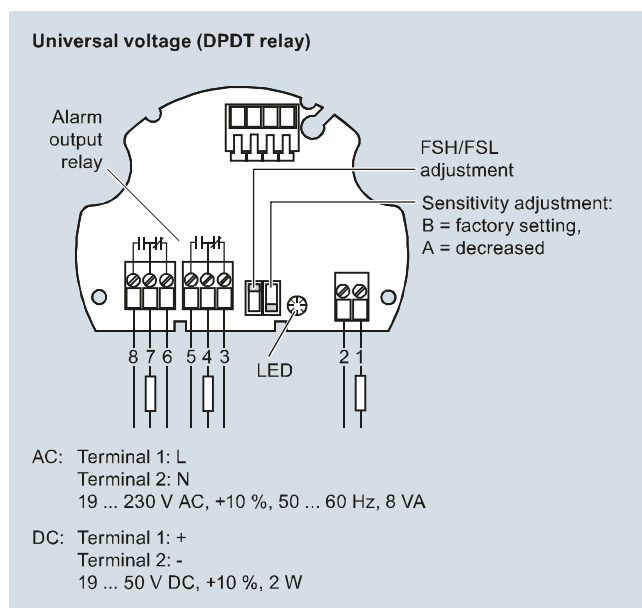 Universal voltage (DPDT relay)
Alarm
output
relay
FSH/FSL
adjustment
Sensitivity adjustment:
B = factory setting,
A = decreased
8 7 6 5 4 3 2 1
LED
AC: Terminal 1: L
Terminal 2: N
19 ... 230 V AC, +10 %, 50 ... 60 Hz, 8 VA
DC: Terminal 1: +
Terminal 2: -
19 ... 50 V DC, +10 %, 2 W